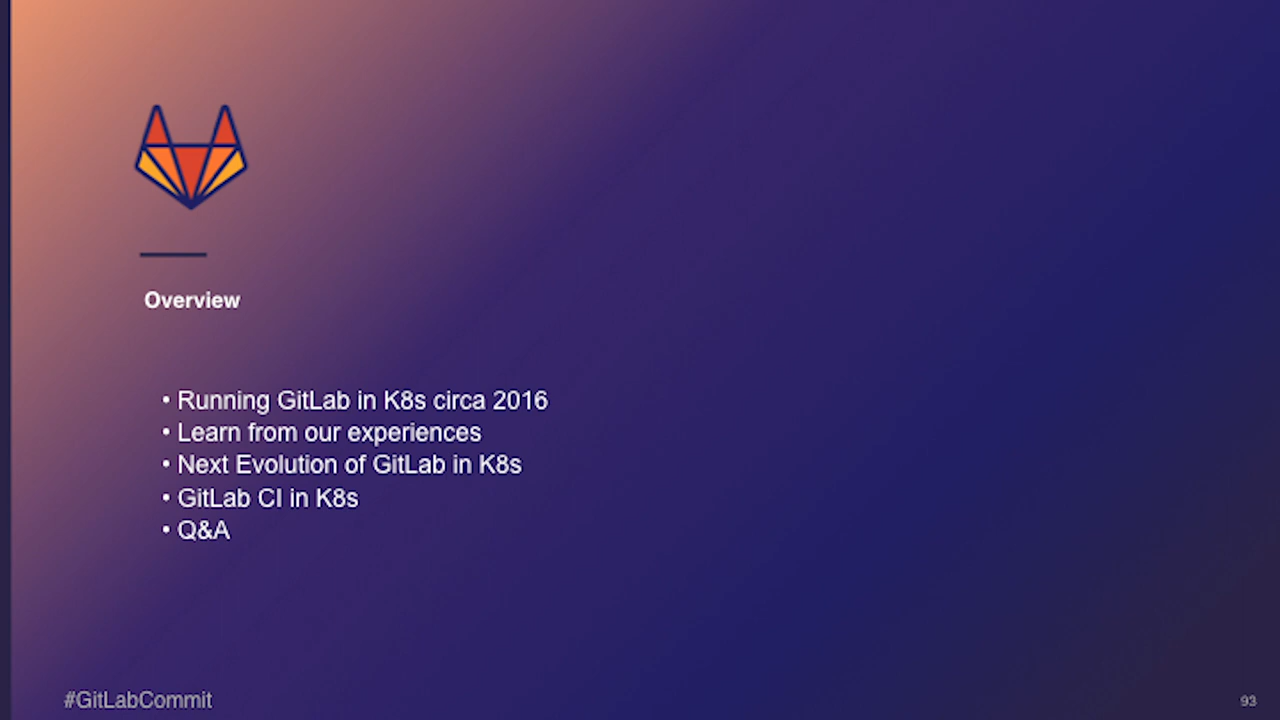 Overview
• Running GitLab in K8s circa 2016
• Learn from our experiences
• Next Evolution of GitLab in K8s
• GitLab CI in K8s
• Q&A
#GitLabCommit
93